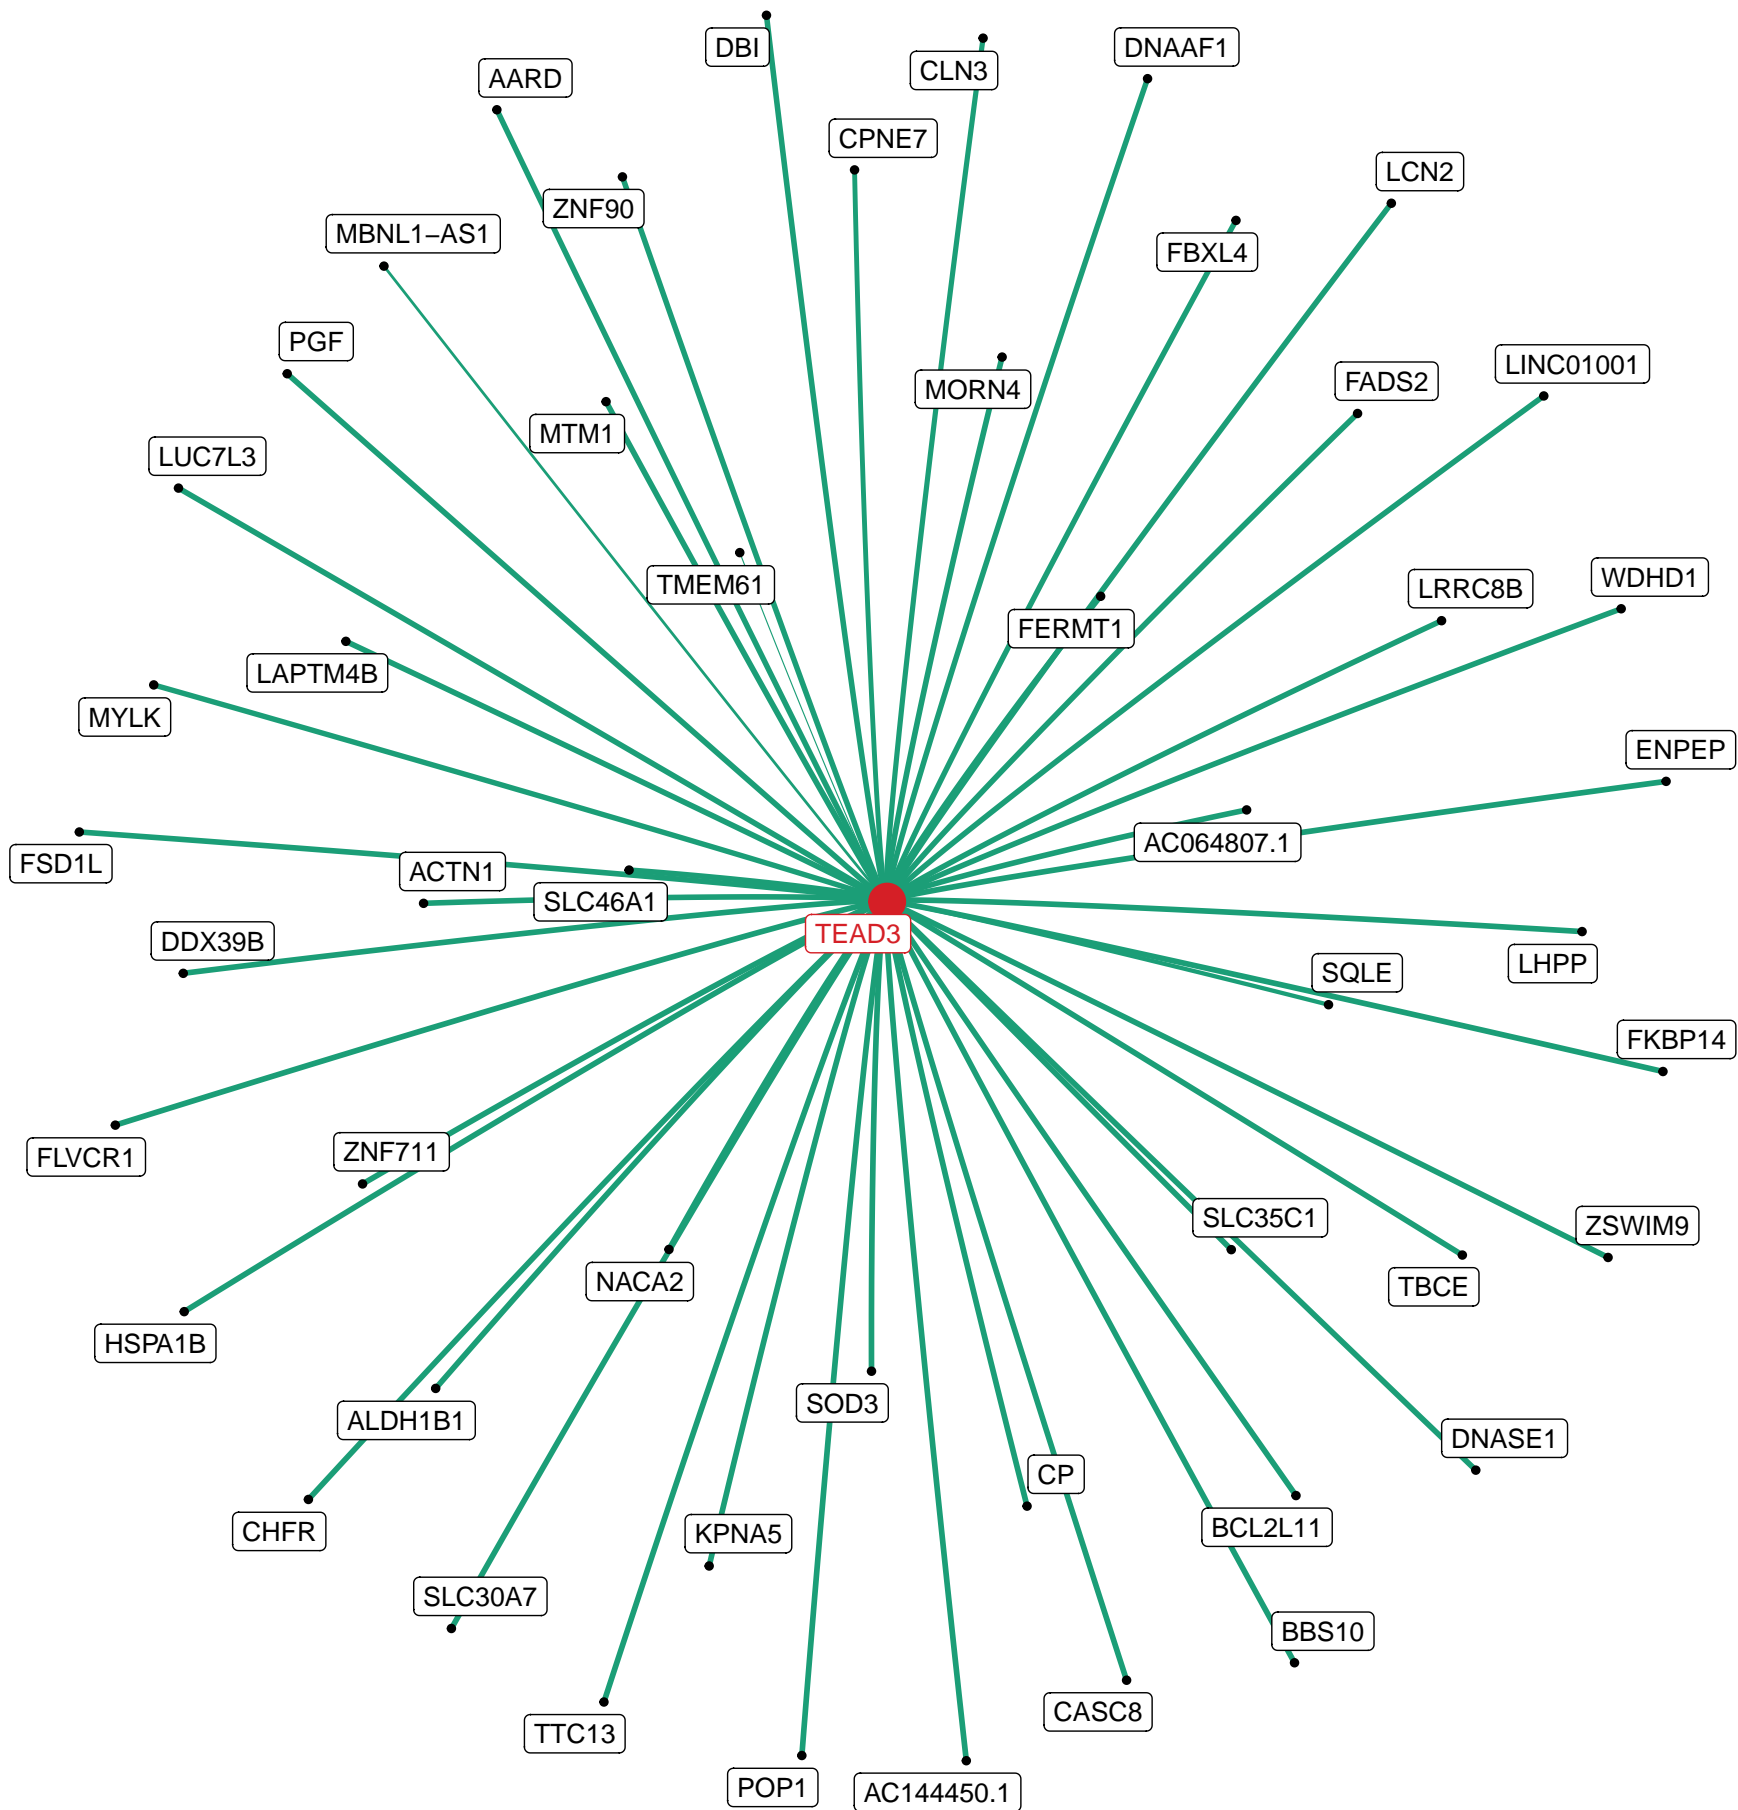 DBI
DNAAF1
CLN3
AARD
CPNE7
LCN2
ZNF90
MBNL1−AS1
FBXL4
PGF
LINC01001
FADS2
MORN4
MTM1
LUC7L3
WDHD1
TMEM61
LRRC8B
FERMT1
LAPTM4B
MYLK
ENPEP
AC064807.1
FSD1L
ACTN1
SLC46A1
TEAD3
DDX39B
LHPP
SQLE
FKBP14
ZNF711
FLVCR1
SLC35C1
ZSWIM9
NACA2
TBCE
HSPA1B
SOD3
ALDH1B1
DNASE1
CP
BCL2L11
CHFR
KPNA5
SLC30A7
BBS10
CASC8
TTC13
POP1
AC144450.1